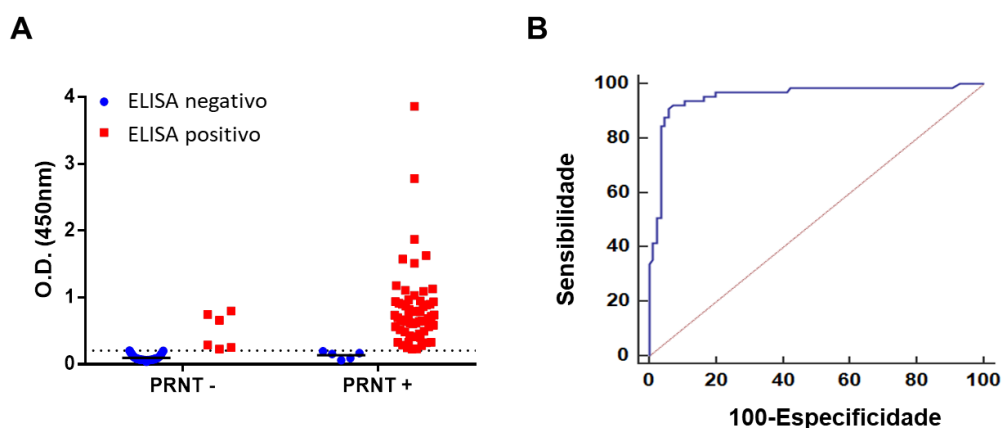 A
ELISA negativo
ELISA positivo
O.D. (450nm)
4
3
2
1
0
PRNT -
PRNT +
B
Sensibilidade
100
80
60
40
20
0
0
20
40
60
80
100
100-Especificidade